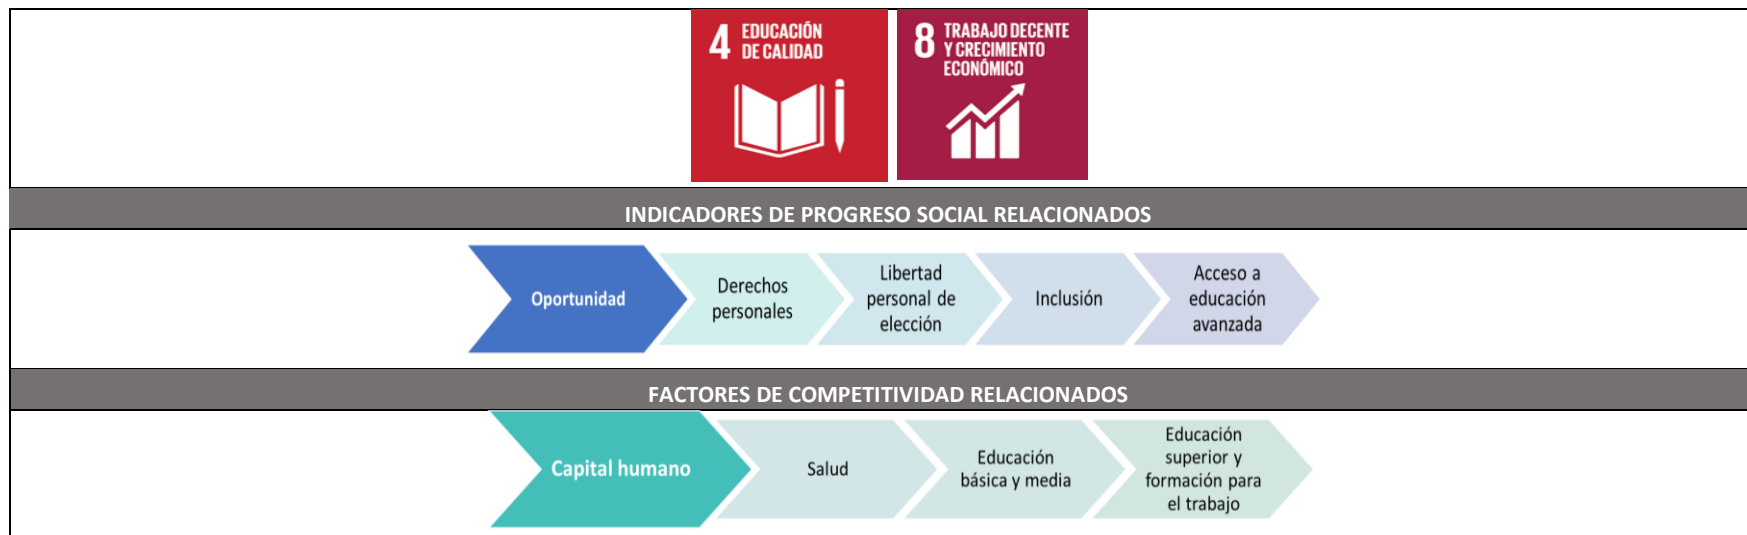 4 EDUCACIÓN
DE CALIDAD
8 TRABAJO DECENTE
Y CRECIMIENTO
ECONÓMICO
INDICADORES DE PROGRESO SOCIAL RELACIONADOS
Oportunidad
Derechos
personales
Libertad
personal de
elección
Inclusión
Acceso a
educación
avanzada
FACTORES DE COMPETITIVIDAD RELACIONADOS
Capital humano
Salud
Educación
básica y media
Educación
superior y
formación para
el trabajo